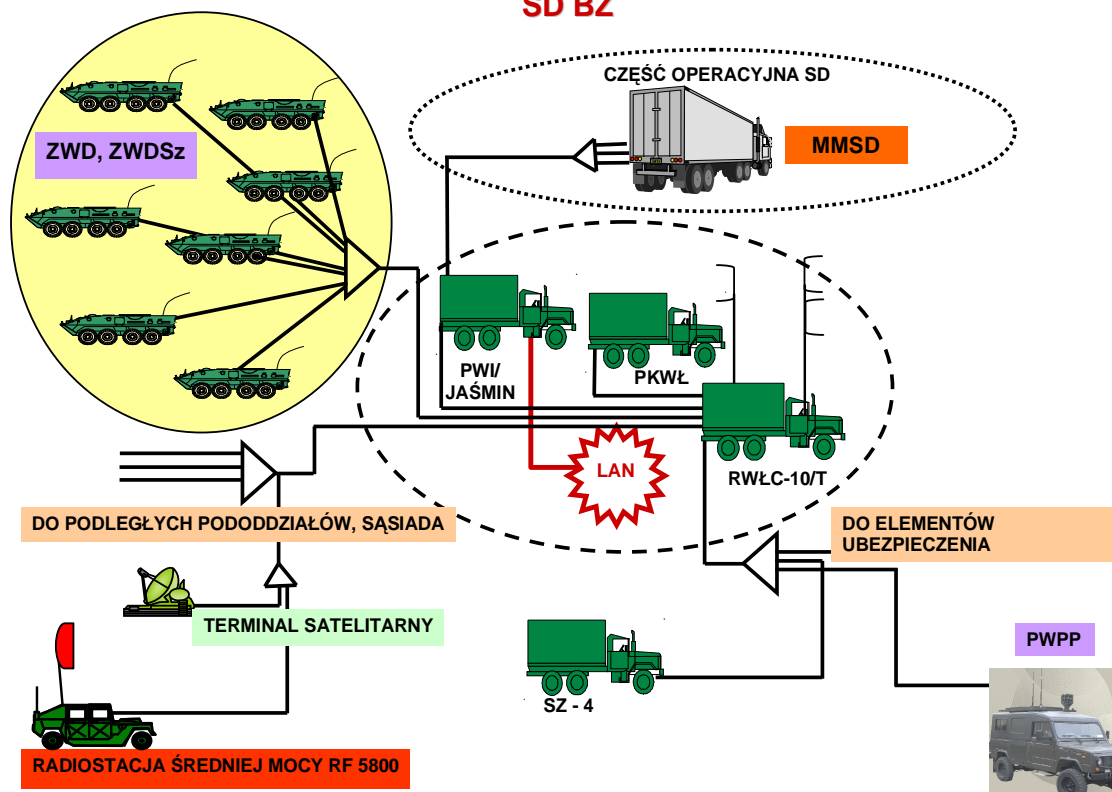 SD BZ
CZĘŚĆ OPERACYJNA SD
ZWD, ZWDSz
MMSD
PWI/
JAŚMIN
PKWŁ
LAN
RWŁC-10/T
DO PODLEGŁYCH PODODDZIAŁÓW, SĄSIADA
DO ELEMENTÓW
UBEZPIECZENIA
TERMINAL SATELITARNY
PWPP
SZ - 4
RADIOSTACJA ŚREDNIEJ MOCY RF 5800